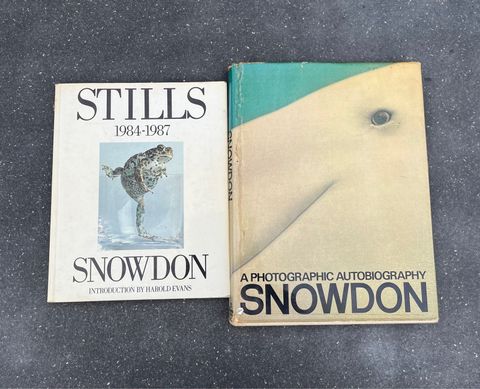 STILLS
1984-1987
SNOWDON
INTRODUCTION BY HAROLD EVANS
SNOWDON
A PHOTOGRAPHIC AUTOBIOGRAPHY
SNOWDON